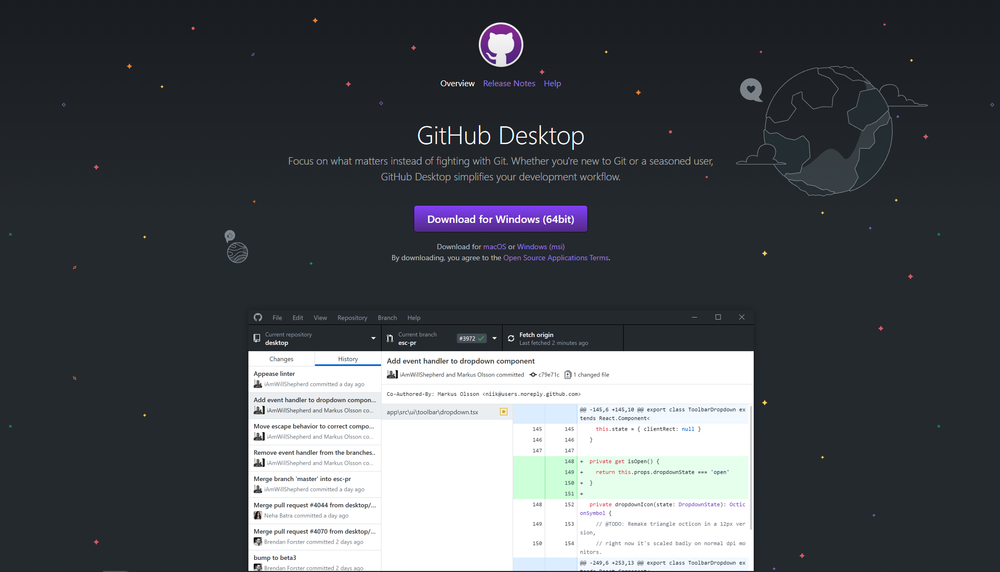 Overview Release Notes Help
GitHub Desktop
Focus on what matters instead of fighting with Git. Whether you're new to Git or a seasoned user,
GitHub Desktop simplifies your development workflow.
Download for Windows (64bit)
Download for macOS or Windows (msi)
By downloading, you agree to the Open Source Applications Terms.
File Edit View Repository Branch Help
Current repository
desktop
Current branch
esc-pr
#3972
Fetch origin
Last fetched 2 minutes ago
Changes History
Appease linter
iAmWillShepherd committed a day ago
Add event handler to dropdown compon...
iAmWillShepherd and Markus Olsson co...
Move escape behavior to correct compo...
iAmWillShepherd and Markus Olsson co...
Remove event handler from the branches..
iAmWillShepherd and Markus Olsson co...
Merge branch 'master' into esc-pr
iAmWillShepherd committed a day ago
Merge pull request #4044 from desktop/...
Neha Batra committed a day ago
Merge pull request #4070 from desktop/...
Brendan Forster committed 2 days ago
bump to beta3
Brendan Forster committed 2 days ago
Add event handler to dropdown component
iAmWillShepherd and Markus Olsson committed c79e71c 1 changed file
Co-Authored-By: Markus Olsson <niik@users.noreply.github.com>
app\src\ui\toolbar\dropdown.tsx
@@ -145,6 +145,10 @@ export class ToolbarDropdown ex
tends React.Component<
145 145 this.state = { clientRect: null }
146 146 }
147 147
148 + private get isOpen() {
149 + return this.props.dropdownState === 'open'
150 + }
151 +
148 152 private dropdownIcon(state: DropdownState): Octic
onSymbol {
149 153 // @TODO: Remake triangle octicon in a 12px ver
sion,
150 154 // right now it's scaled badly on normal dpi mo
nitors.
@@ -249,6 +253,13 @@ export class ToolbarDropdown ex
tends React.Component<